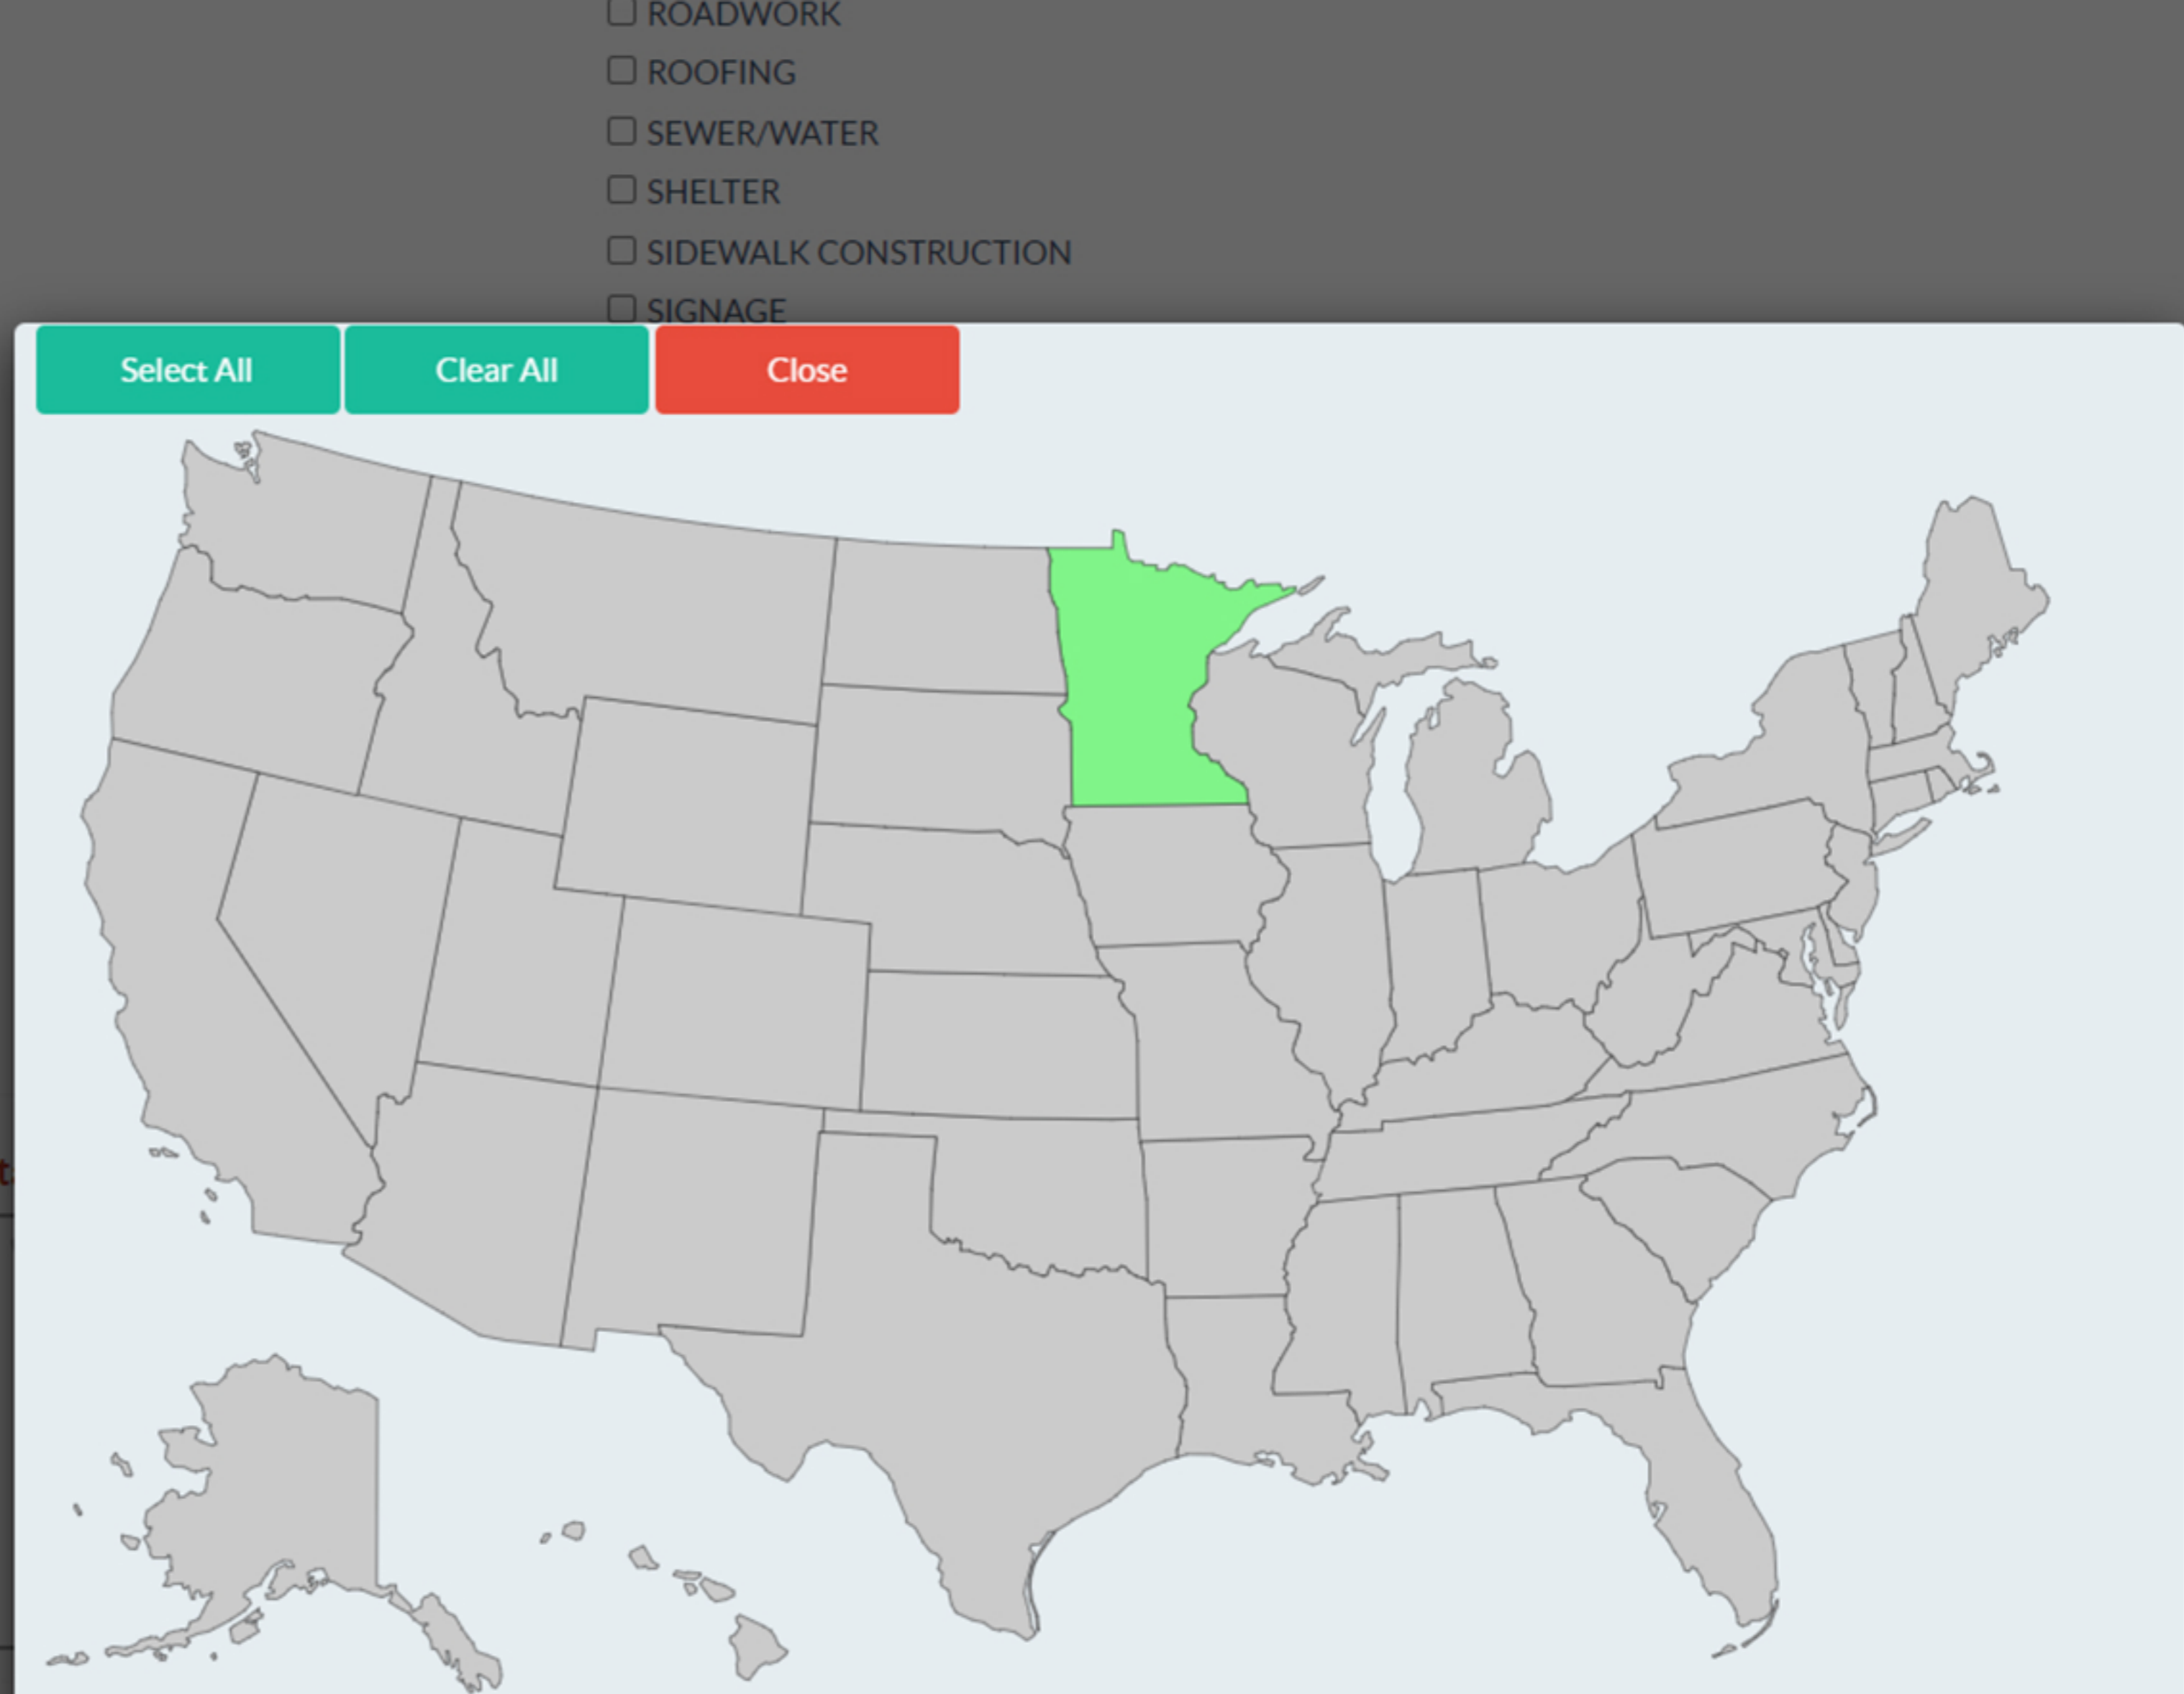 ROADWORK
ROOFING
SEWER/WATER
SHELTER
SIDEWALK CONSTRUCTION
SIGNAGE
Select All Clear All Close